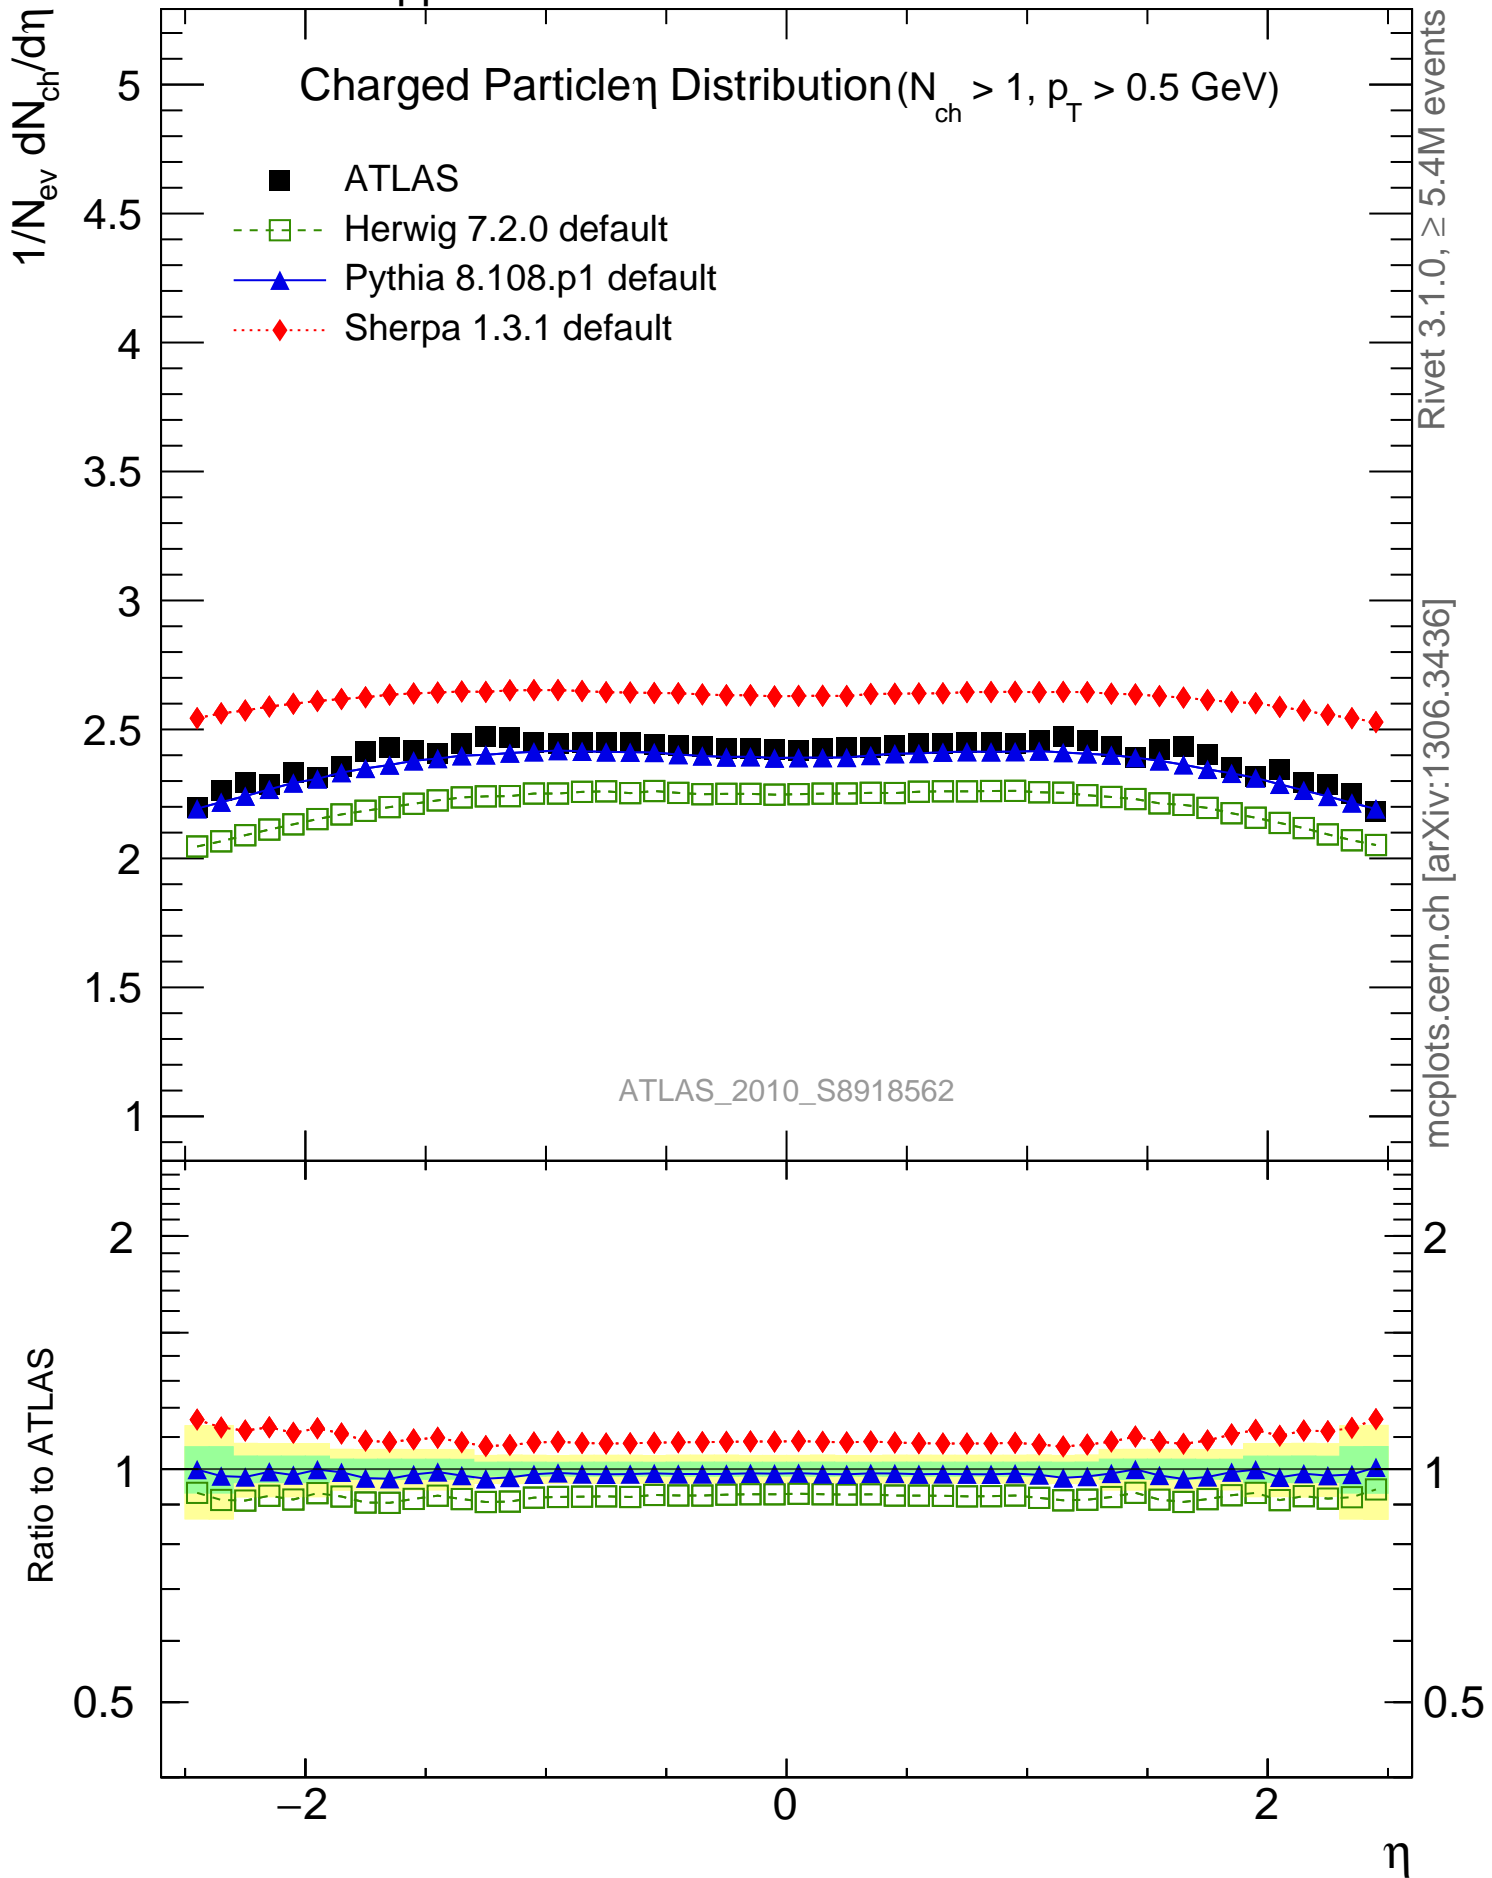 pp
1/N_ev dN_ch/dη
Charged Particleη Distribution(N_ch > 1, p_T > 0.5 GeV)
ATLAS
Herwig 7.2.0 default
Pythia 8.108.p1 default
Sherpa 1.3.1 default
5
4.5
4
3.5
3
2.5
2
1.5
1
ATLAS_2010_S8918562
Rivet 3.1.0, ≥ 5.4M events
mcplots.cern.ch [arXiv:1306.3436]
Ratio to ATLAS
2
1
0.5
2
1
0.5
−2
0
2
η